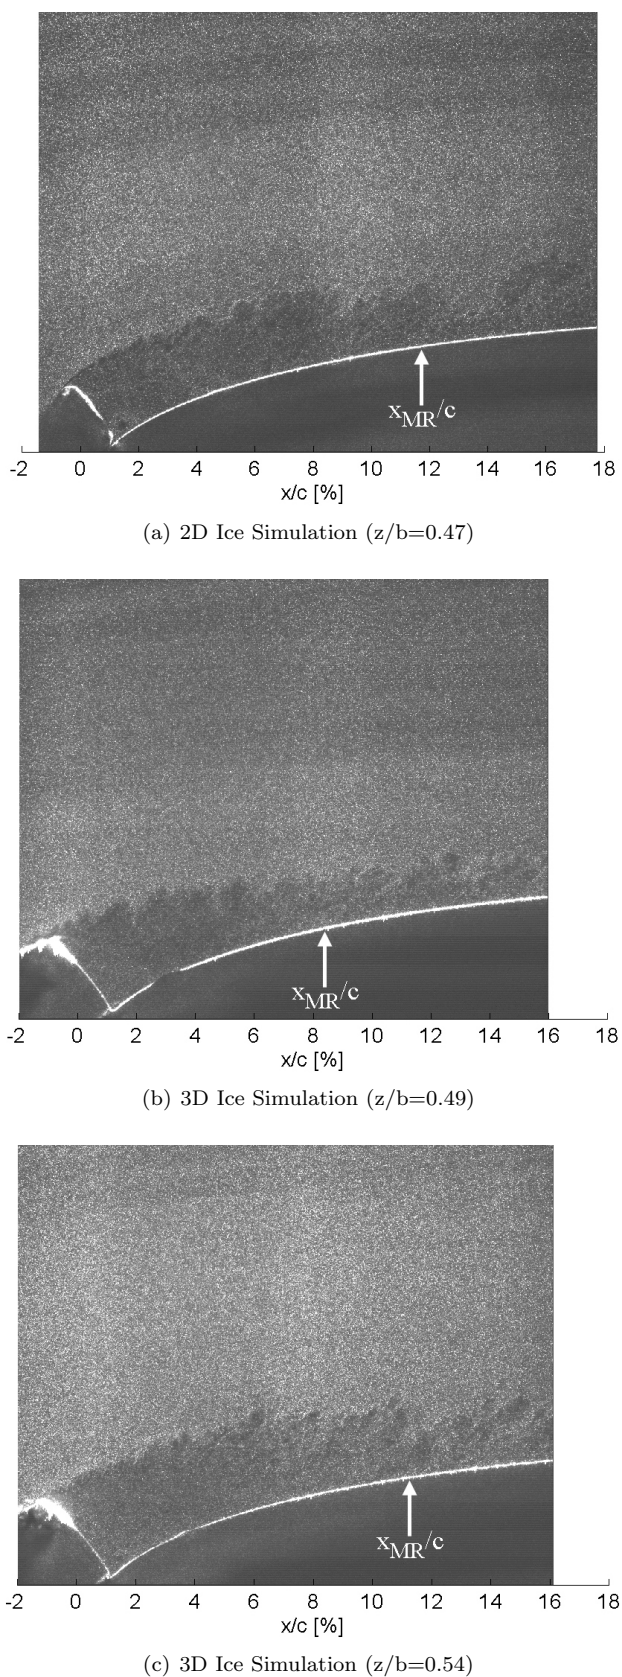 x_MR/c
-2 0 2 4 6 8 10 12 14 16 18
x/c [%]
(a) 2D Ice Simulation (z/b=0.47)
x_MR/c
-2 0 2 4 6 8 10 12 14 16 18
x/c [%]
(b) 3D Ice Simulation (z/b=0.49)
x_MR/c
-2 0 2 4 6 8 10 12 14 16 18
x/c [%]
(c) 3D Ice Simulation (z/b=0.54)